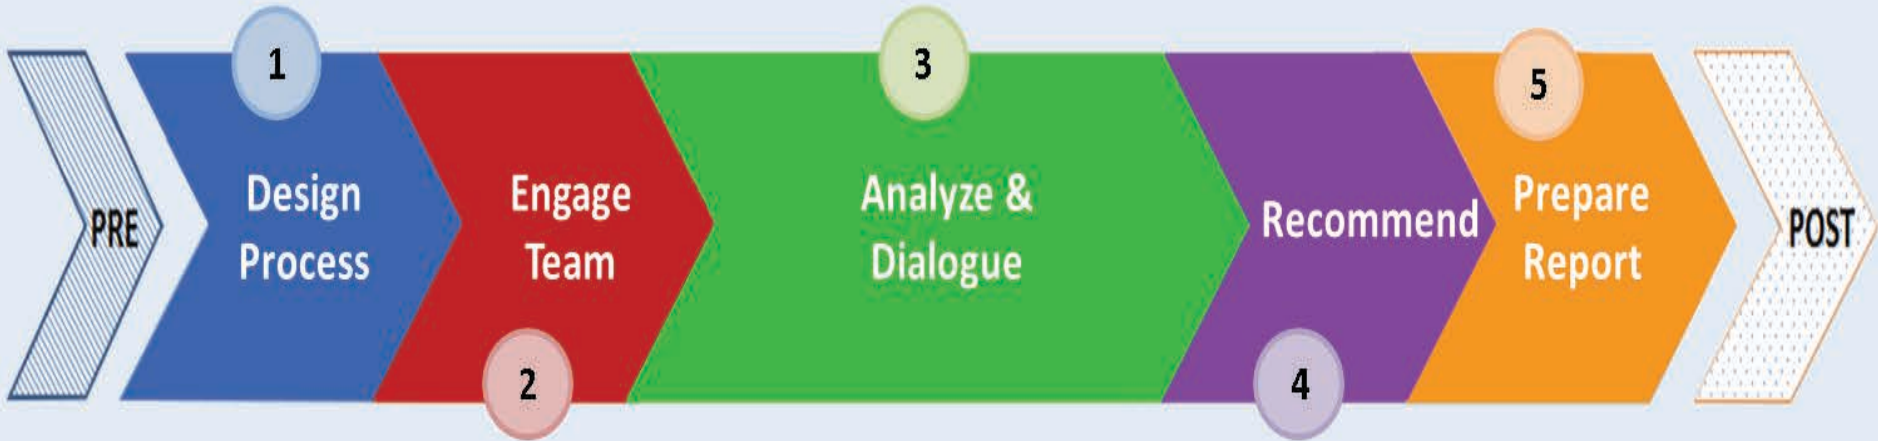 PRE
1
Design
Process
2
Engage
Team
3
Analyze &
Dialogue
4
Recommend
5
Prepare
Report
POST